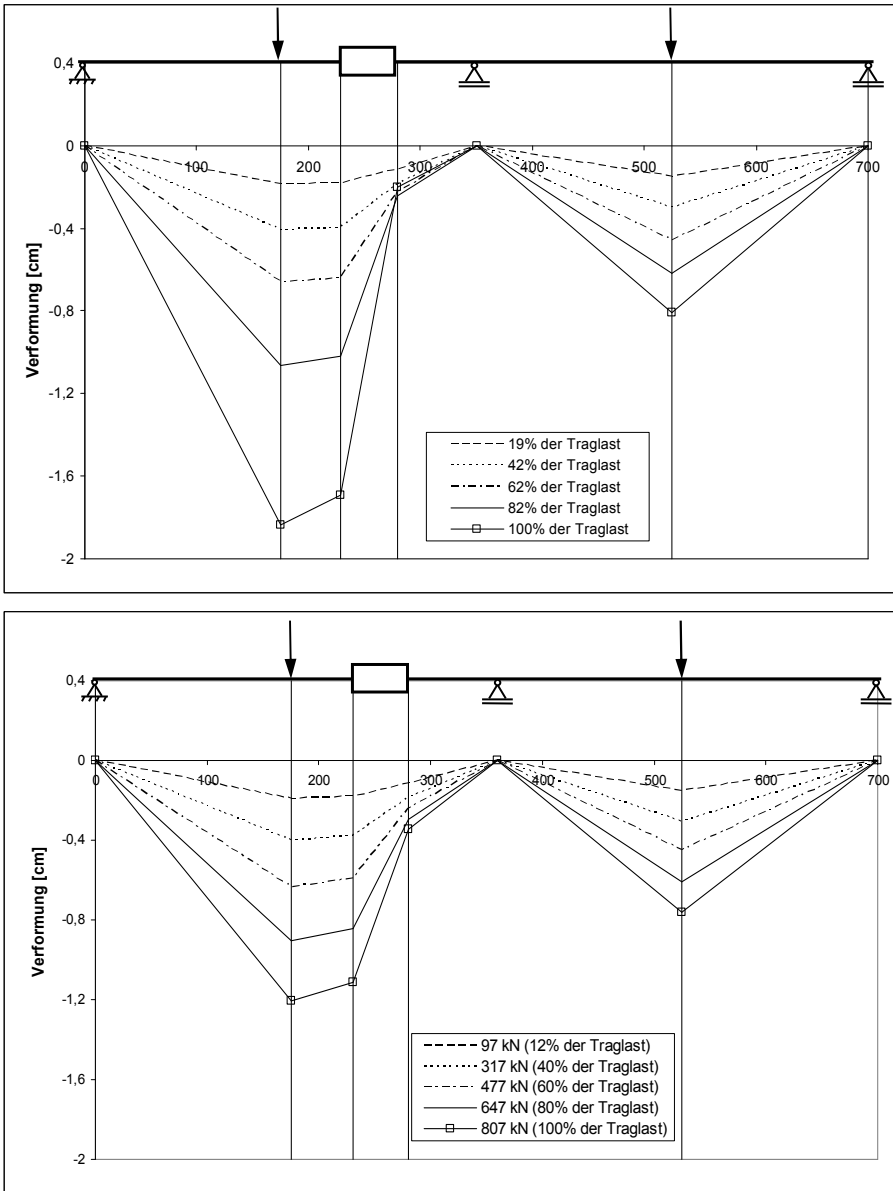 0,4
0
0 100 200 300 400 500 600 700
-0,4
-0,8
-1,2
-1,6
-2
Verformung [cm]
19% der Traglast
42% der Traglast
62% der Traglast
82% der Traglast
100% der Traglast
0,4
0
0 100 200 300 400 500 600 700
-0,4
-0,8
-1,2
-1,6
-2
Verformung [cm]
97 kN (12% der Traglast)
317 kN (40% der Traglast)
477 kN (60% der Traglast)
647 kN (80% der Traglast)
807 kN (100% der Traglast)